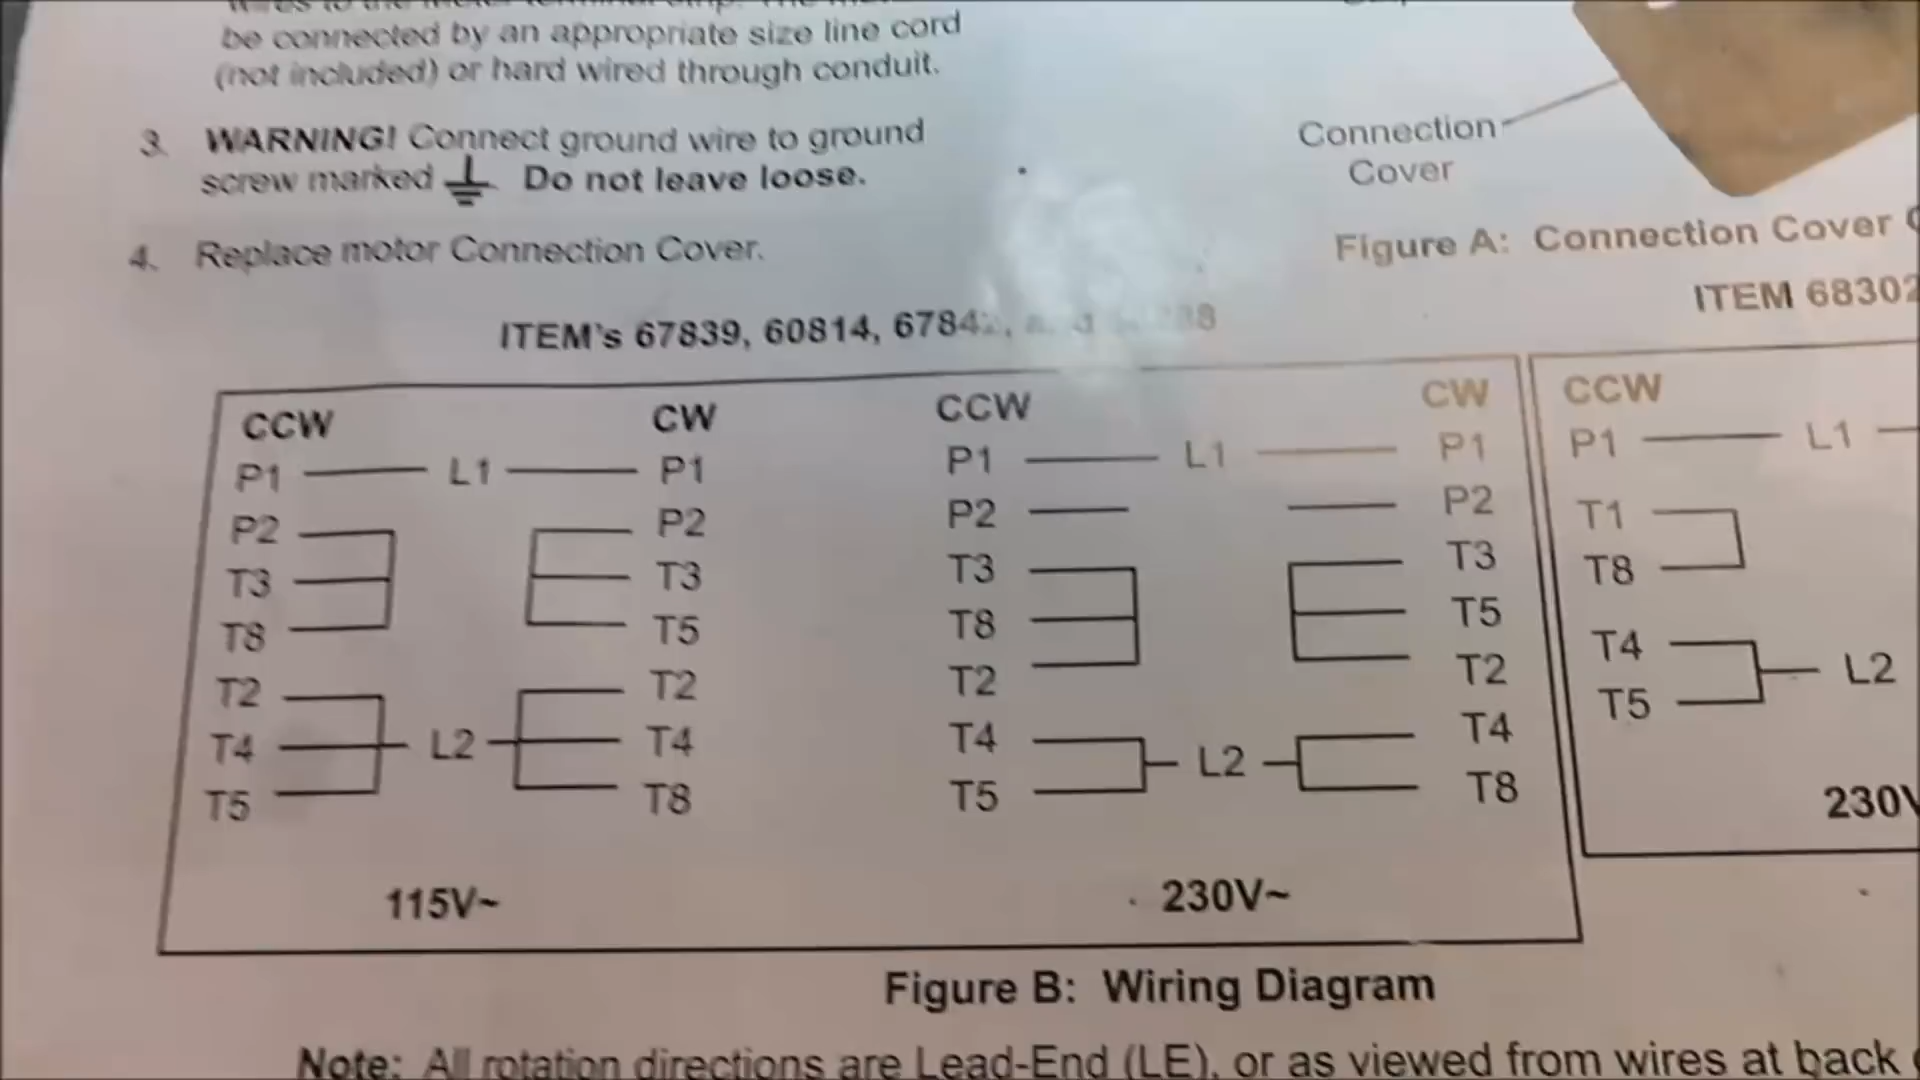 be connected by an appropriate size line cord
(not included) or hard wired through conduit.
3. WARNING! Connect ground wire to ground
screw marked Do not leave loose.
4. Replace motor Connection Cover.
Connection
Cover
Figure A: Connection Cover
ITEM's 67839, 60814,
ITEM 68302
CCW CW
P1 L1 P1
P2 P2
T3 T3
T8 T5
T2 T2
T4 L2 T4
T5 T8
115V~
CCW CW
P1 L1 P1
P2 P2
T3 T3
T8 T5
T2 T2
T4 T4
L2
T5 T8
230V~
CCW
P1 L1
T1
T8
T4
L2
T5
230V
Figure B: Wiring Diagram
Note: All rotation directions are Lead-End (LE), or as viewed from wires at back